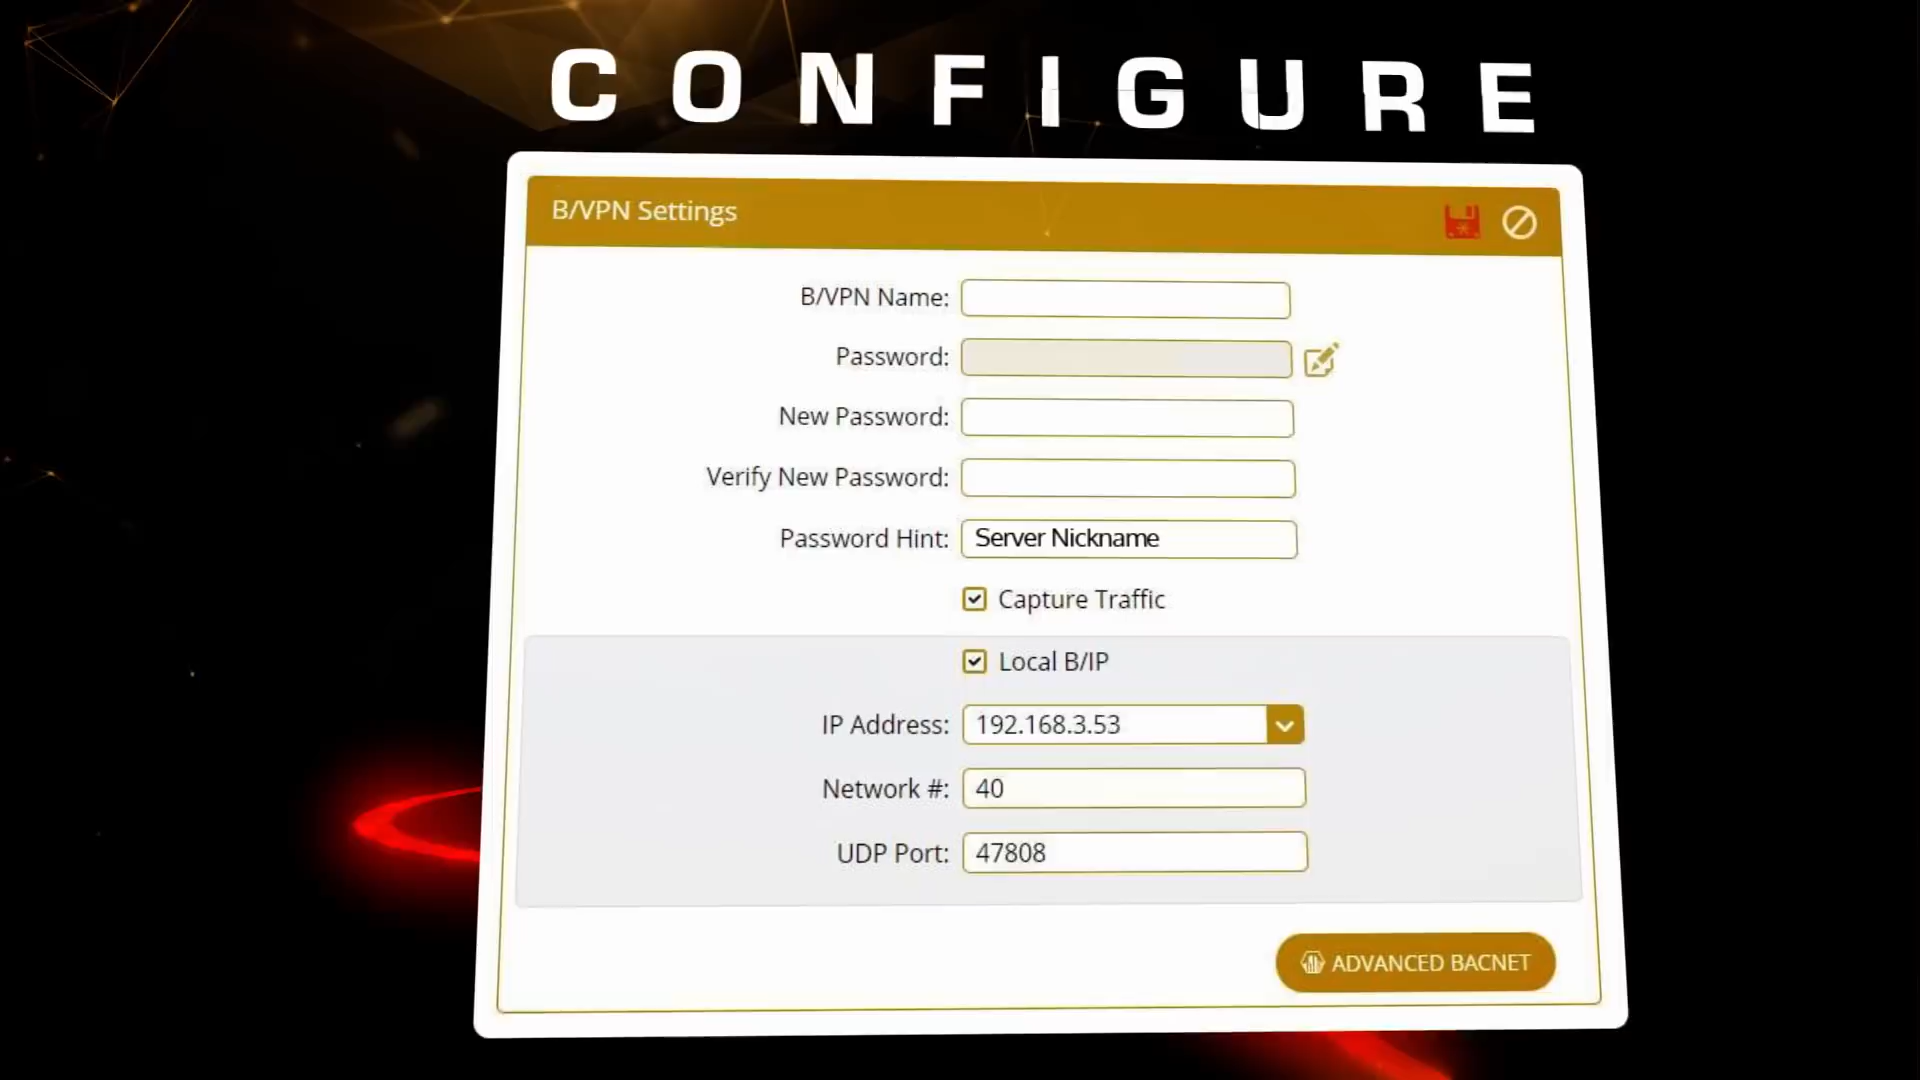 CONFIGURE
B/VPN Settings
B/VPN Name:
Password:
New Password:
Verify New Password:
Password Hint: Server Nickname
Capture Traffic
Local B/IP
IP Address: 192.168.3.53
Network #: 40
UDP Port: 47808
ADVANCED BACNET